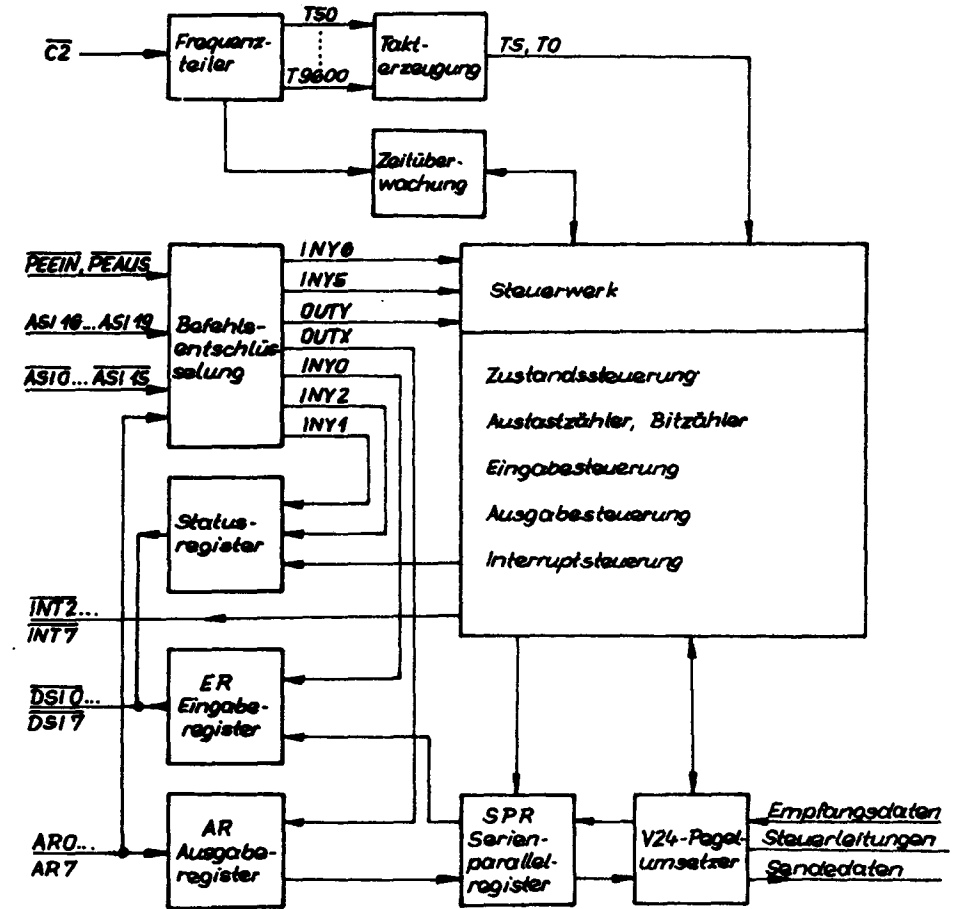 T50
C2
Frequenz-
teiler
Takt-
erzeugung
TS, TO
T9600
Zeitüber-
wachung
PEEIN, PEAUS
ASI 16...ASI 19
ASI 0... ASI 15
Befehls-
entschlüs-
selung
INY6
INY5
OUTY
OUTX
INY0
INY2
INY1
Steuerwerk
Zustandssteuerung
Austastzähler, Bitzähler
Eingabesteuerung
Ausgabesteuerung
Interruptsteuerung
Status-
register
INT2...
INT7
ER
Eingabe-
register
DSI 0...
DSI 7
AR
Ausgabe-
register
AR0...
AR7
SPR
Serien-
parallel-
register
V24-Pegel-
umsetzer
Empfangsdaten
Steuerleitungen
Sendedaten